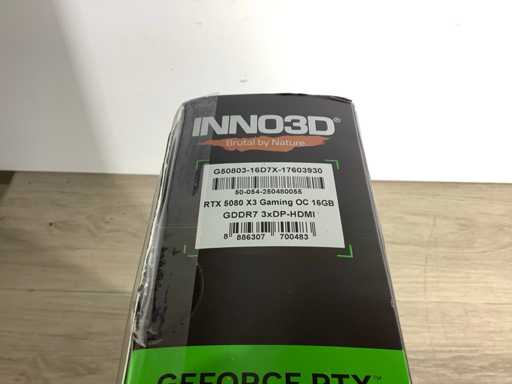 INNO3D®
Brutal by Nature
G50803-16D7X-17603930
50-054-250480055
RTX 5080 X3 Gaming OC 16GB
GDDR7 3xDP-HDMI
8 886307 700483
GEFORCE RTX™